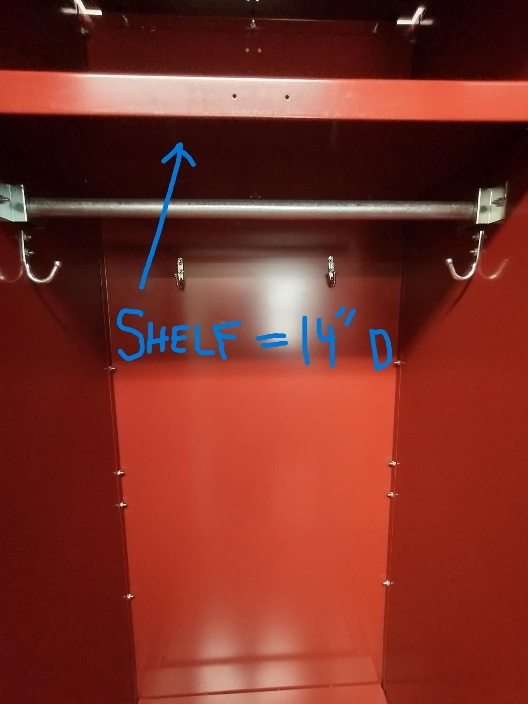 SHELF = 14" D